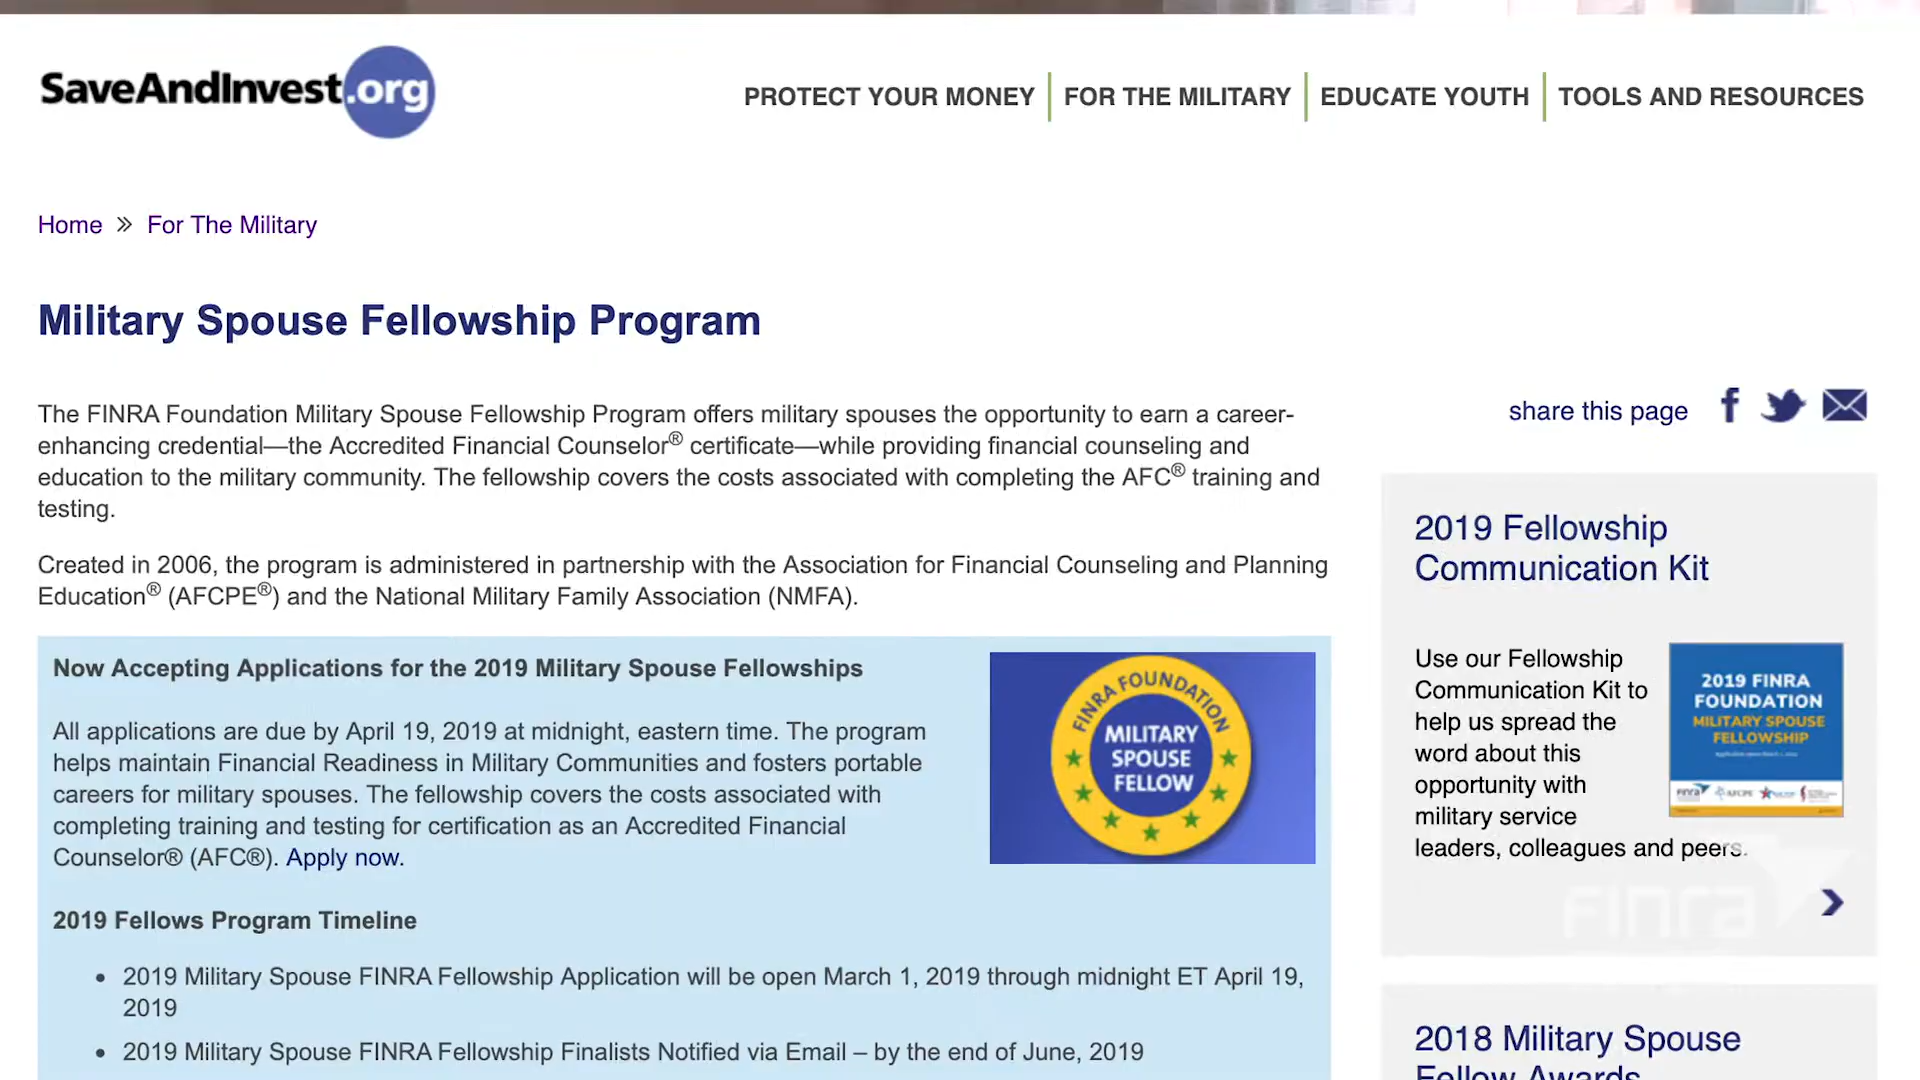 SaveAndInvest.org
PROTECT YOUR MONEY
FOR THE MILITARY
EDUCATE YOUTH
TOOLS AND RESOURCES
Home » For The Military
Military Spouse Fellowship Program
The FINRA Foundation Military Spouse Fellowship Program offers military spouses the opportunity to earn a career-
enhancing credential—the Accredited Financial Counselor® certificate—while providing financial counseling and
education to the military community. The fellowship covers the costs associated with completing the AFC® training and
testing.
Created in 2006, the program is administered in partnership with the Association for Financial Counseling and Planning
Education® (AFCPE®) and the National Military Family Association (NMFA).
Now Accepting Applications for the 2019 Military Spouse Fellowships
All applications are due by April 19, 2019 at midnight, eastern time. The program
helps maintain Financial Readiness in Military Communities and fosters portable
careers for military spouses. The fellowship covers the costs associated with
completing training and testing for certification as an Accredited Financial
Counselor® (AFC®). Apply now.
FINRA FOUNDATION
MILITARY
SPOUSE
FELLOW
2019 Fellows Program Timeline
• 2019 Military Spouse FINRA Fellowship Application will be open March 1, 2019 through midnight ET April 19,
2019
• 2019 Military Spouse FINRA Fellowship Finalists Notified via Email – by the end of June, 2019
share this page
2019 Fellowship
Communication Kit
Use our Fellowship
Communication Kit to
help us spread the
word about this
opportunity with
military service
leaders, colleagues and peers.
2019 FINRA
FOUNDATION
MILITARY SPOUSE
FELLOWSHIP
finra
AFCPE
finra
2018 Military Spouse
Fellow Awards